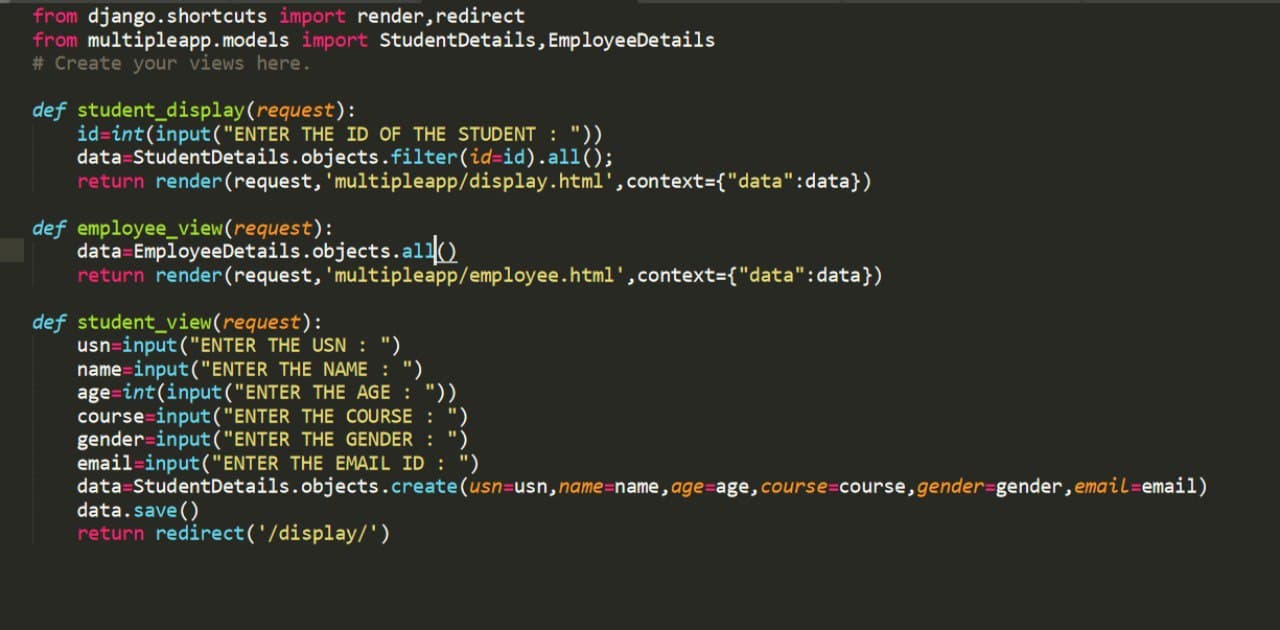 from django.shortcuts import render,redirect
from multipleapp.models import StudentDetails,EmployeeDetails
# Create your views here.
def student_display(request):
id=int(input("ENTER THE ID OF THE STUDENT : "))
data=StudentDetails.objects.filter(id=id).all();
return render(request,'multipleapp/display.html',context={"data":data})
def employee_view(request):
data=EmployeeDetails.objects.all()
return render(request,'multipleapp/employee.html',context={"data":data})
def student_view(request):
usn=input("ENTER THE USN : ")
name=input("ENTER THE NAME : ")
age=int(input("ENTER THE AGE : "))
course=input("ENTER THE COURSE : ")
gender=input("ENTER THE GENDER : ")
email=input("ENTER THE EMAIL ID : ")
data=StudentDetails.objects.create(usn=usn,name=name,age=age,course=course,gender=gender,email=email)
data.save()
return redirect('/display/')